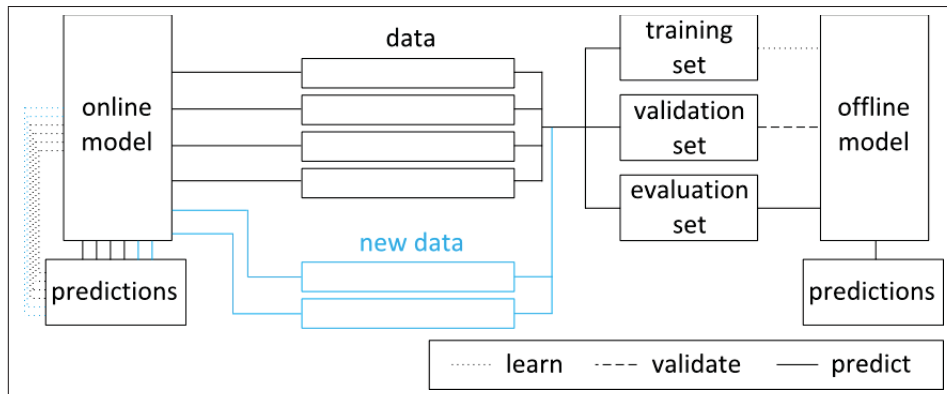 data
training
set
online
model
validation
set
offline
model
evaluation
set
new data
predictions
predictions
learn
validate
predict